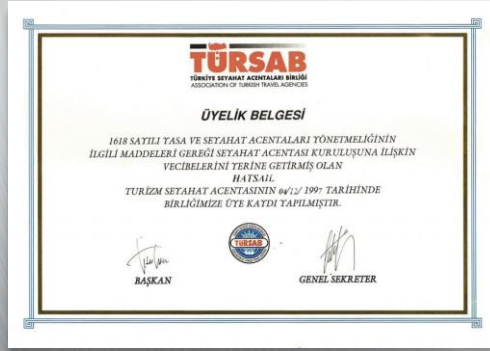 TÜRSAB
TÜRKİYE SEYAHAT ACENTALARI BİRLİĞİ
ASSOCIATION OF TURKISH TRAVEL AGENCIES
ÜYELİK BELGESİ
1618 SAYILI YASA VE SEYAHAT ACENTALARI YÖNETMELİĞİNİN
İLGİLİ MADDELERİ GEREĞİ SEYAHAT ACENTASI KURULUŞUNA İLİŞKİN
VECİBELERİNİ YERİNE GETİRMİŞ OLAN
HATSAİİ.
TURİZM SEYAHAT ACENTASININ 04/12/ 1997 TARİHİNDE
BİRLİĞİMİZE ÜYE KAYDI YAPILMIŞTIR.
TÜRSAB
BAŞKAN
GENEL SEKRETER